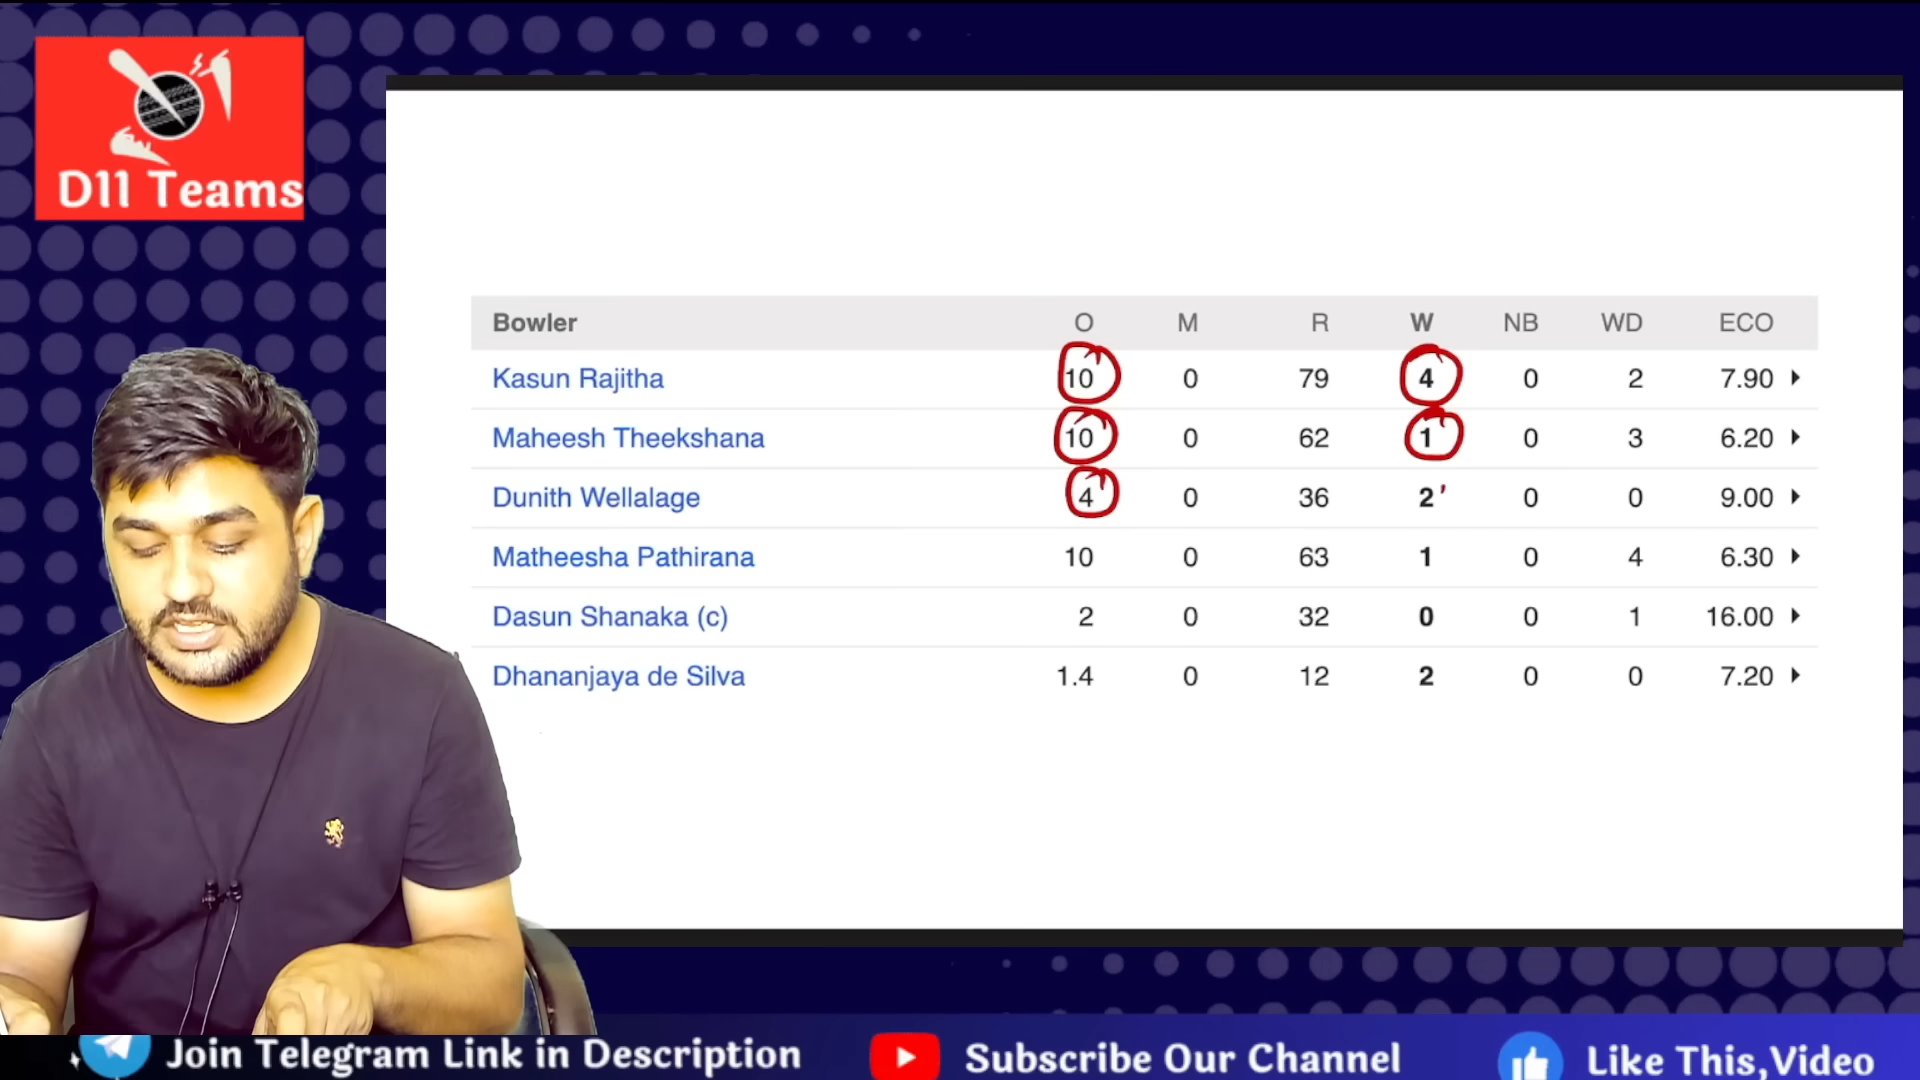 D11 Teams
Bowler O M R W NB WD ECO
Kasun Rajitha 10 0 79 4 0 2 7.90
Maheesh Theekshana 10 0 62 1 0 3 6.20
Dunith Wellalage 4 0 36 2 0 0 9.00
Matheesha Pathirana 10 0 63 1 0 4 6.30
Dasun Shanaka (c) 2 0 32 0 0 1 16.00
Dhananjaya de Silva 1.4 0 12 2 0 0 7.20
Join Telegram Link in Description Subscribe Our Channel Like This,Video